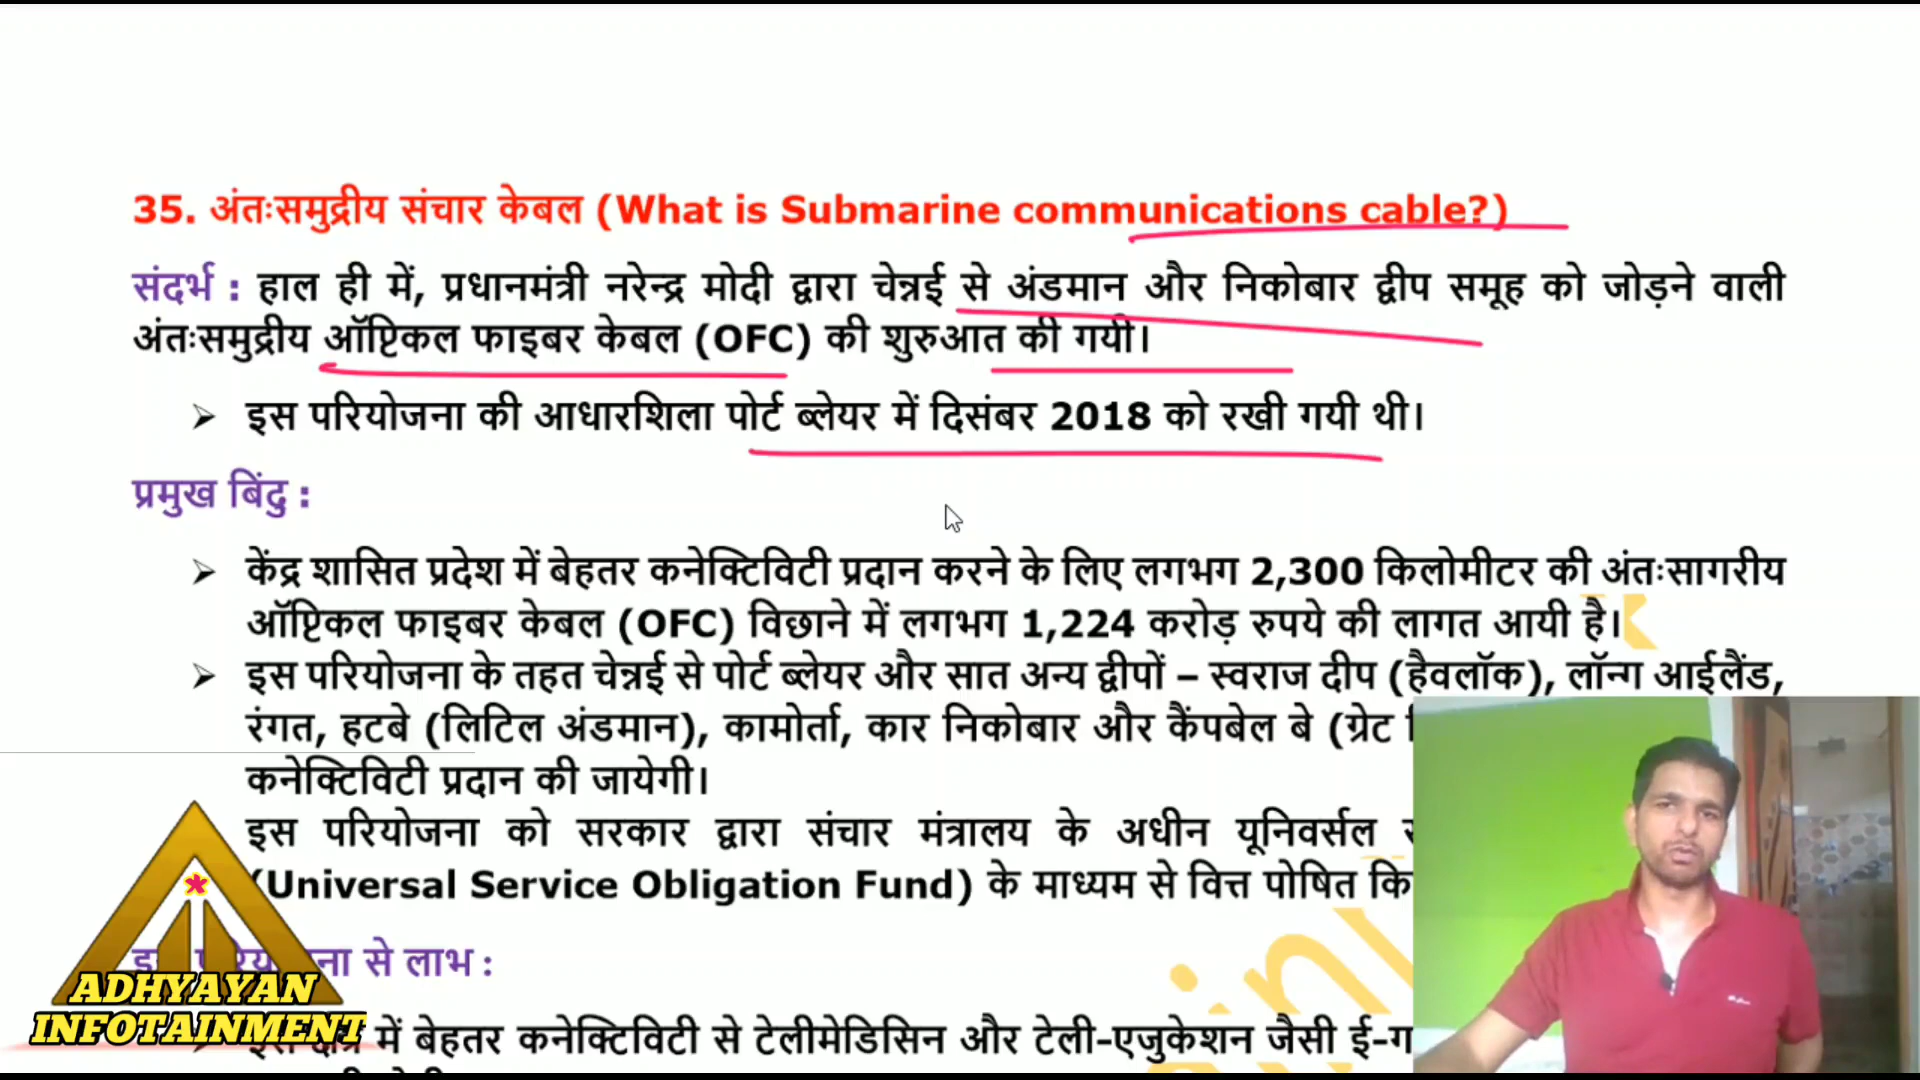 35. अंतःसमुद्रीय संचार केबल (What is Submarine communications cable?)
संदर्भ : हाल ही में, प्रधानमंत्री नरेन्द्र मोदी द्वारा चेन्नई से अंडमान और निकोबार द्वीप समूह को जोड़ने वाली
अंतःसमुद्रीय ऑप्टिकल फाइबर केबल (OFC) की शुरुआत की गयी।
➢ इस परियोजना की आधारशिला पोर्ट ब्लेयर में दिसंबर 2018 को रखी गयी थी।
प्रमुख बिंदु :
➢ केंद्र शासित प्रदेश में बेहतर कनेक्टिविटी प्रदान करने के लिए लगभग 2,300 किलोमीटर की अंतःसागरीय
ऑप्टिकल फाइबर केबल (OFC) विछाने में लगभग 1,224 करोड़ रुपये की लागत आयी है।
➢ इस परियोजना के तहत चेन्नई से पोर्ट ब्लेयर और सात अन्य द्वीपों – स्वराज दीप (हैवलॉक), लॉन्ग आईलैंड,
रंगत, हटबे (लिटिल अंडमान), कामोर्ता, कार निकोबार और कैंपबेल बे (ग्रेट
कनेक्टिविटी प्रदान की जायेगी।
इस परियोजना को सरकार द्वारा संचार मंत्रालय के अधीन यूनिवर्सल
(Universal Service Obligation Fund) के माध्यम से वित्त पोषित
से लाभ :
में बेहतर कनेक्टिविटी से टेलीमेडिसिन और टेली-एजुकेशन जैसी
ADHYAYAN
INFOTAINMENT